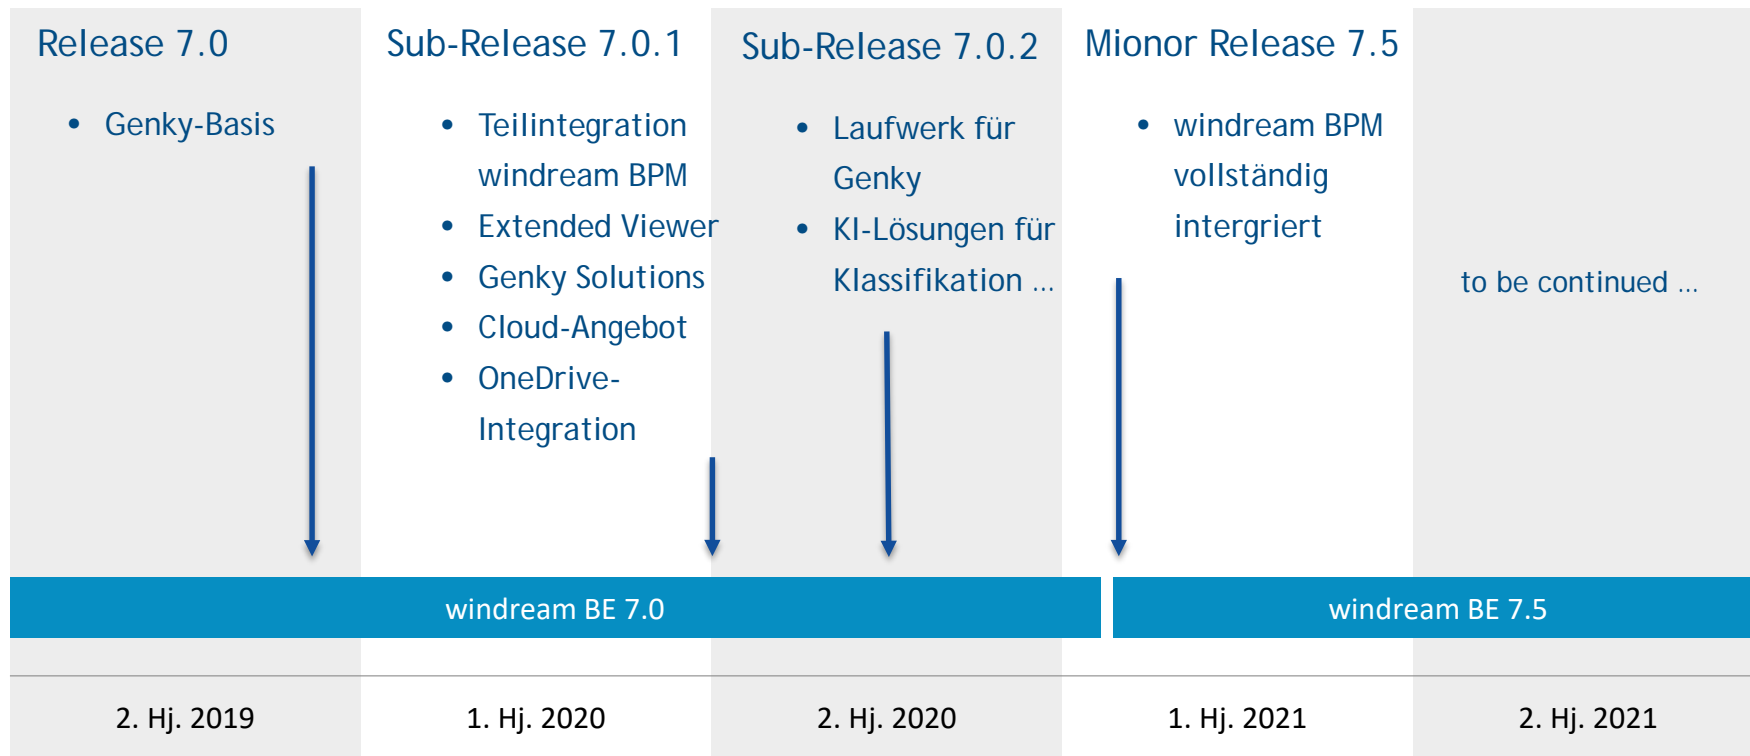 Release 7.0
• Genky-Basis
Sub-Release 7.0.1
• Teilintegration
windream BPM
• Extended Viewer
• Genky Solutions
• Cloud-Angebot
• OneDrive-
Integration
Sub-Release 7.0.2
• Laufwerk für
Genky
• KI-Lösungen für
Klassifikation ...
Mionor Release 7.5
• windream BPM
vollständig
intergriert
to be continued ...
windream BE 7.0
windream BE 7.5
2. Hj. 2019
1. Hj. 2020
2. Hj. 2020
1. Hj. 2021
2. Hj. 2021